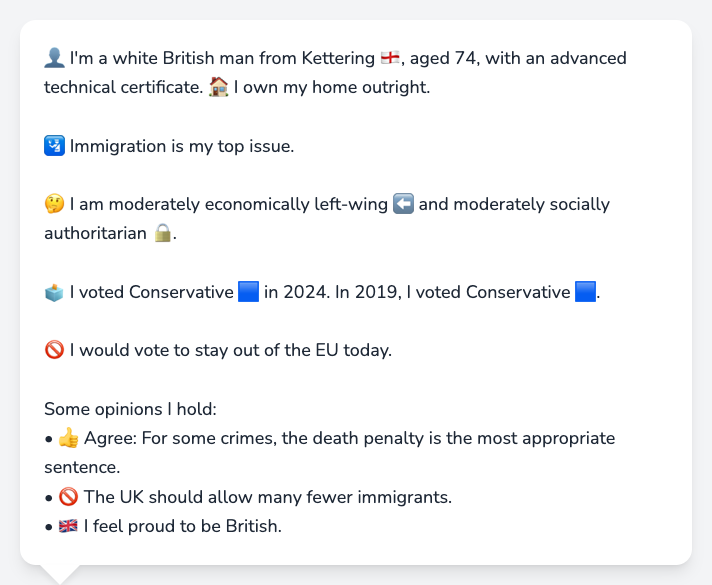 👤 I'm a white British man from Kettering 🏴󠁧󠁢󠁥󠁮󠁧󠁿, aged 74, with an advanced
technical certificate. 🏠 I own my home outright.
🛂 Immigration is my top issue.
🤔 I am moderately economically left-wing ⬅️ and moderately socially
authoritarian 🔒.
🗳️ I voted Conservative 🟦 in 2024. In 2019, I voted Conservative 🟦.
🚫 I would vote to stay out of the EU today.
Some opinions I hold:
• 👍 Agree: For some crimes, the death penalty is the most appropriate
sentence.
• 🚫 The UK should allow many fewer immigrants.
• 🇬🇧 I feel proud to be British.